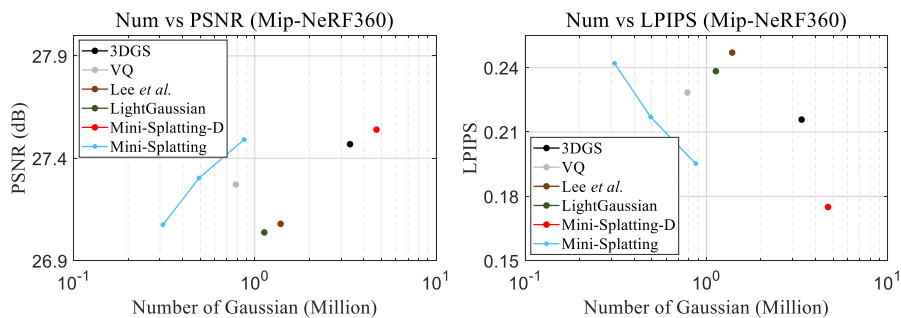 Num vs PSNR (Mip-NeRF360)
27.9
27.4
26.9
PSNR (dB)
3DGS
VQ
Lee et al.
LightGaussian
Mini-Splatting-D
Mini-Splatting
10^-1
10^0
10^1
Number of Gaussian (Million)
Num vs LPIPS (Mip-NeRF360)
0.24
0.21
0.18
0.15
LPIPS
3DGS
VQ
Lee et al.
LightGaussian
Mini-Splatting-D
Mini-Splatting
10^-1
10^0
10^1
Number of Gaussian (Million)